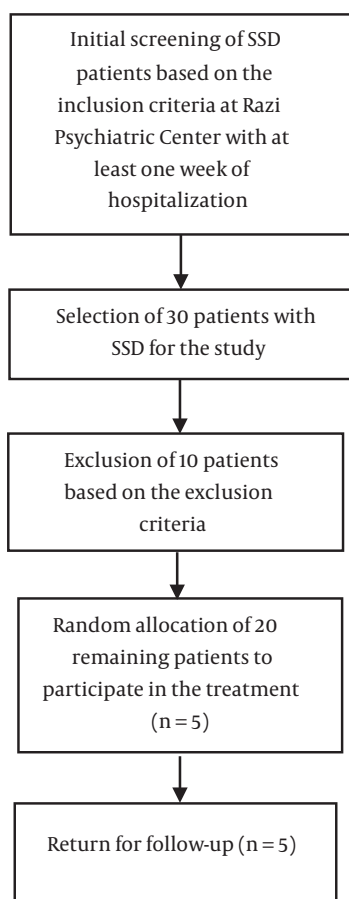 Initial screening of SSD
patients based on the
inclusion criteria at Razi
Psychiatric Center with at
least one week of
hospitalization
Selection of 30 patients with
SSD for the study
Exclusion of 10 patients
based on the exclusion
criteria
Random allocation of 20
remaining patients to
participate in the treatment
(n = 5)
Return for follow-up (n = 5)